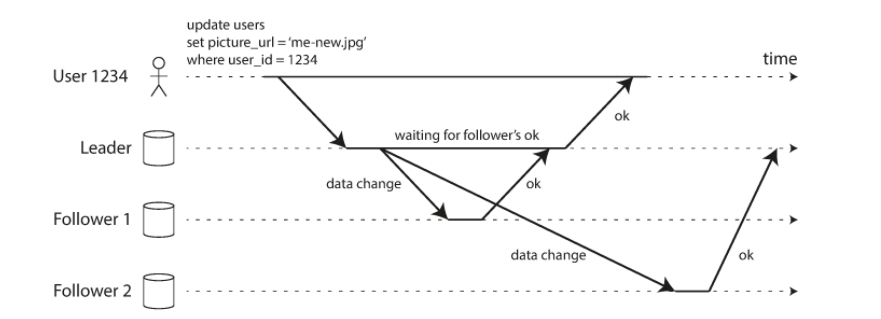 update users
set picture_url = ‘me-new.jpg’
where user_id = 1234
time
User 1234
ok
waiting for follower’s ok
Leader
data change
ok
Follower 1
data change
ok
Follower 2